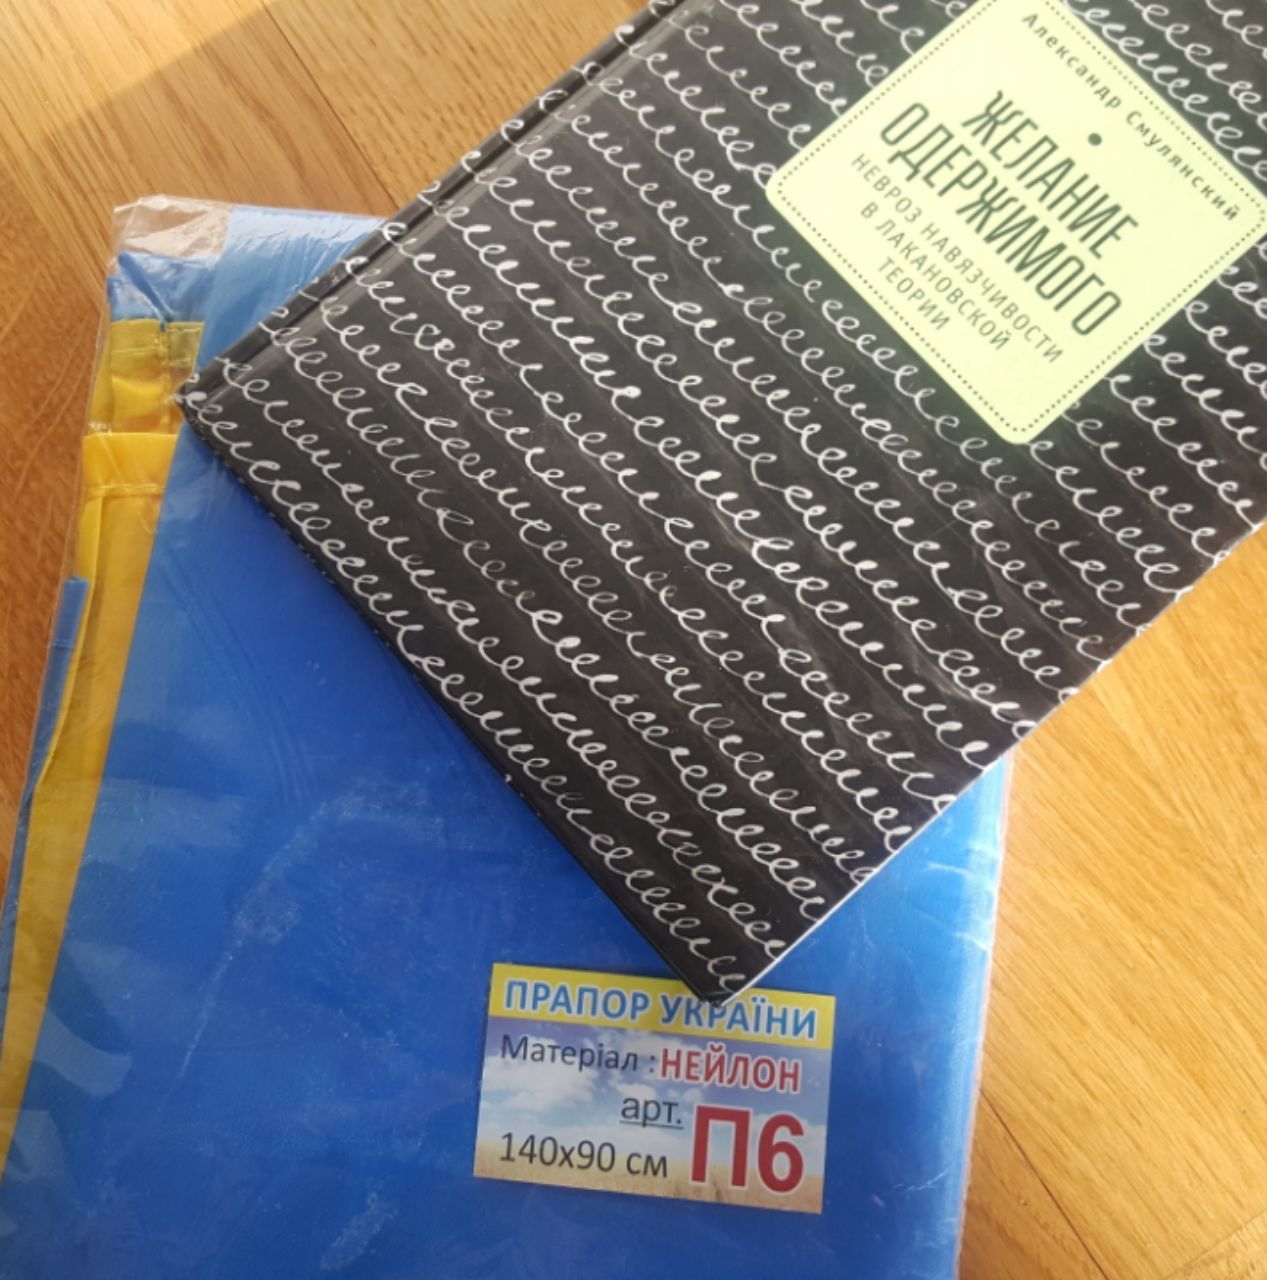 Александр Смулянский
ЖЕЛАНИЕ
ОДЕРЖИМОГО
НЕВРОЗ НАВЯЗЧИВОСТИ
В ЛАКАНОВСКОЙ
ТЕОРИИ
ПРАПОР УКРАЇНИ
Матеріал : НЕЙЛОН
арт. П6
140х90 см